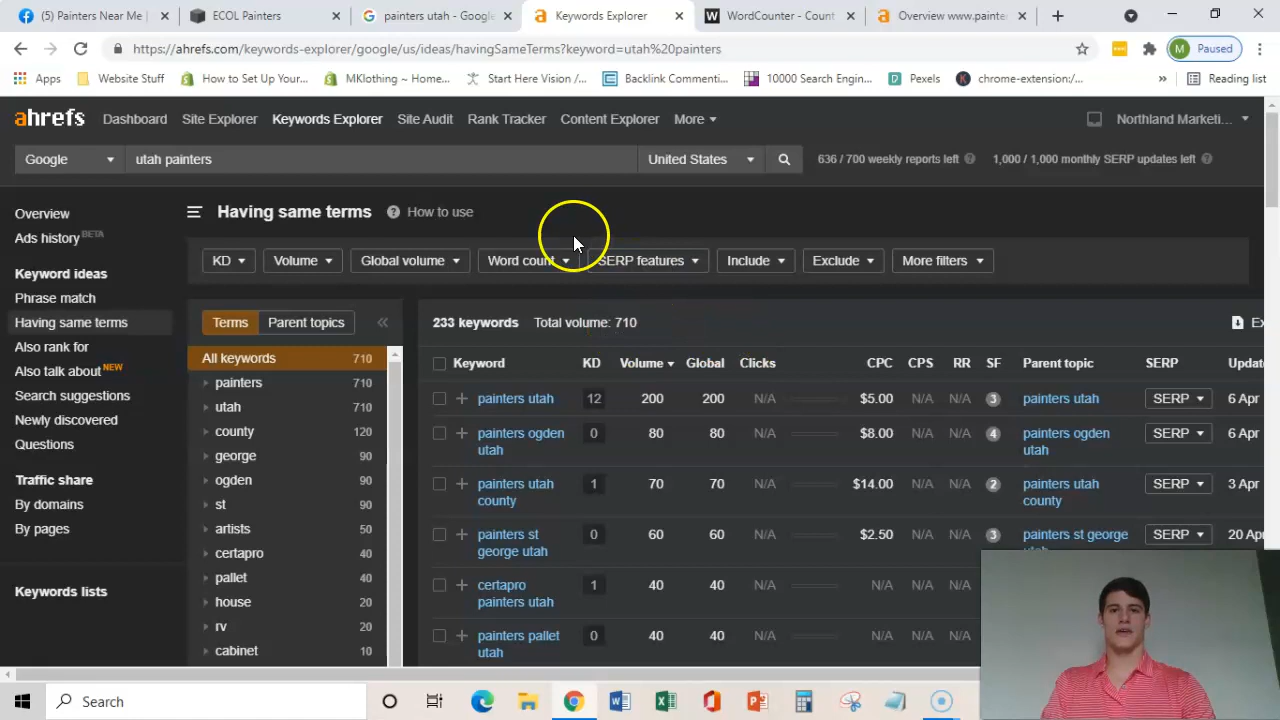 (5) Painters Near Me |
ECOL Painters
painters utah - Google
Keywords Explorer
WordCounter - Count
Overview www.painte
https://ahrefs.com/keywords-explorer/google/us/ideas/havingSameTerms?keyword=utah%20painters
M Paused
Apps
Website Stuff
How to Set Up Your...
MKlothing ~ Home...
Start Here Vision /...
Backlink Commenti...
10000 Search Engin...
Pexels
chrome-extension:/...
Reading list
ahrefs
Dashboard
Site Explorer
Keywords Explorer
Site Audit
Rank Tracker
Content Explorer
More
Northland Marketi...
Google
utah painters
United States
636 / 700 weekly reports left
1,000 / 1,000 monthly SERP updates left
Overview
Ads history BETA
Keyword ideas
Phrase match
Having same terms
Also rank for
Also talk about NEW
Search suggestions
Newly discovered
Questions
Traffic share
By domains
By pages
Keywords lists
Having same terms
How to use
KD
Volume
Global volume
Word count
SERP features
Include
Exclude
More filters
Terms
Parent topics
All keywords 710
painters 710
utah 710
county 120
george 90
ogden 90
st 90
artists 50
certapro 40
pallet 40
house 20
rv 20
cabinet 10
233 keywords Total volume: 710
Ex
Keyword KD Volume Global Clicks CPC CPS RR SF Parent topic SERP Updat
painters utah 12 200 200 N/A $5.00 N/A N/A 3 painters utah SERP 6 Apr
painters ogden utah 0 80 80 N/A $8.00 N/A N/A 4 painters ogden utah SERP 6 Apr
painters utah county 1 70 70 N/A $14.00 N/A N/A 2 painters utah county SERP 3 Apr
painters st george utah 0 60 60 N/A $2.50 N/A N/A 3 painters st george SERP 20 Ap
certapro painters utah 1 40 40 N/A N/A N/A N/A
painters pallet utah 0 40 40 N/A N/A N/A N/A
Search